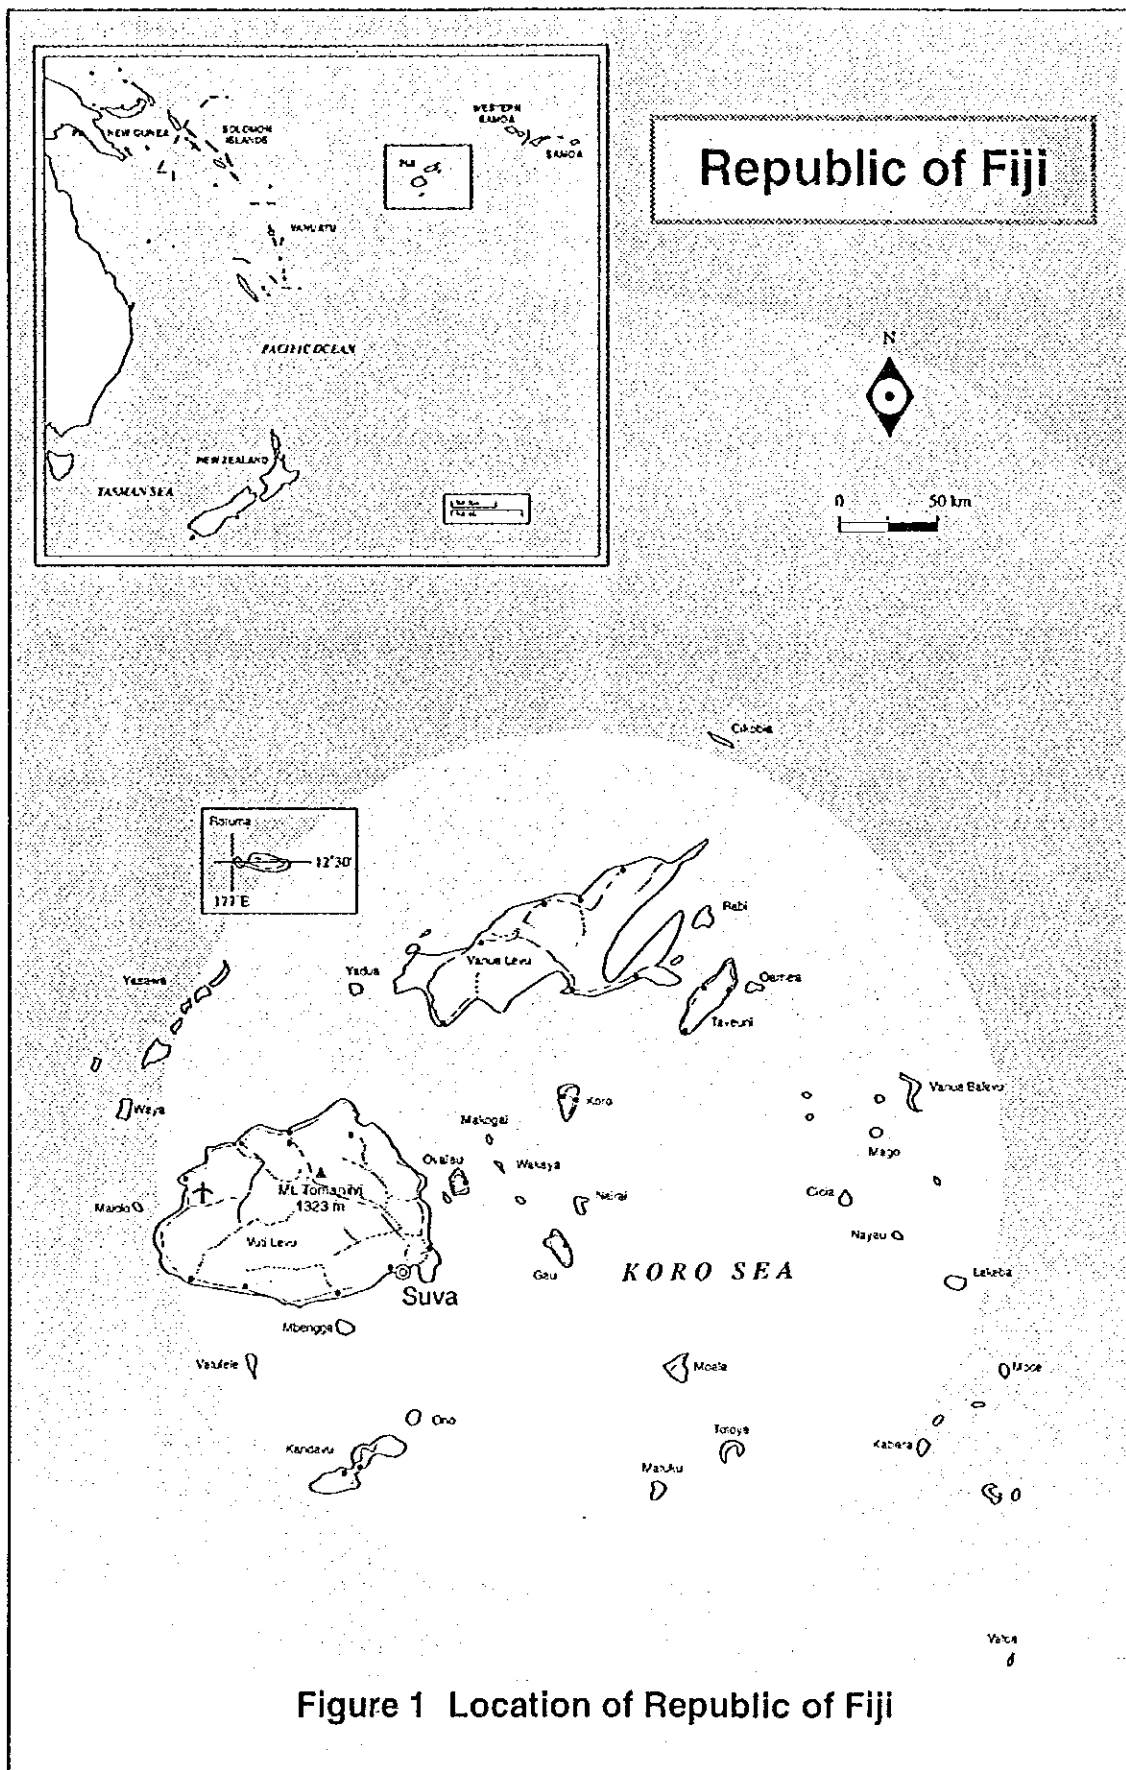 NEW GUINEA
SOLOMON
ISLANDS
WESTERN
SAMOA
SAMOA
FIJI
VANUATU
PACIFIC OCEAN
NEW ZEALAND
TASMAN SEA
Republic of Fiji
N
0 50 km
Cikobia
Rotuma
12°30'
177°E
Rabi
Vanua Levu
Yadua
Qamea
Yasawa
Taveuni
Vanua Balavu
Koro
Waya
Makogai
Mago
Ovalau
Wakaya
Mt. Tomanivi
1323 m
Cicia
Nairai
Malolo
Nayau
Viti Levu
Gau
KORO SEA
Lakeba
Suva
Mbengga
Vatulele
Moala
Moce
Ono
Totoya
Kandavu
Kabara
Matuku
Vatoa
Figure 1 Location of Republic of Fiji